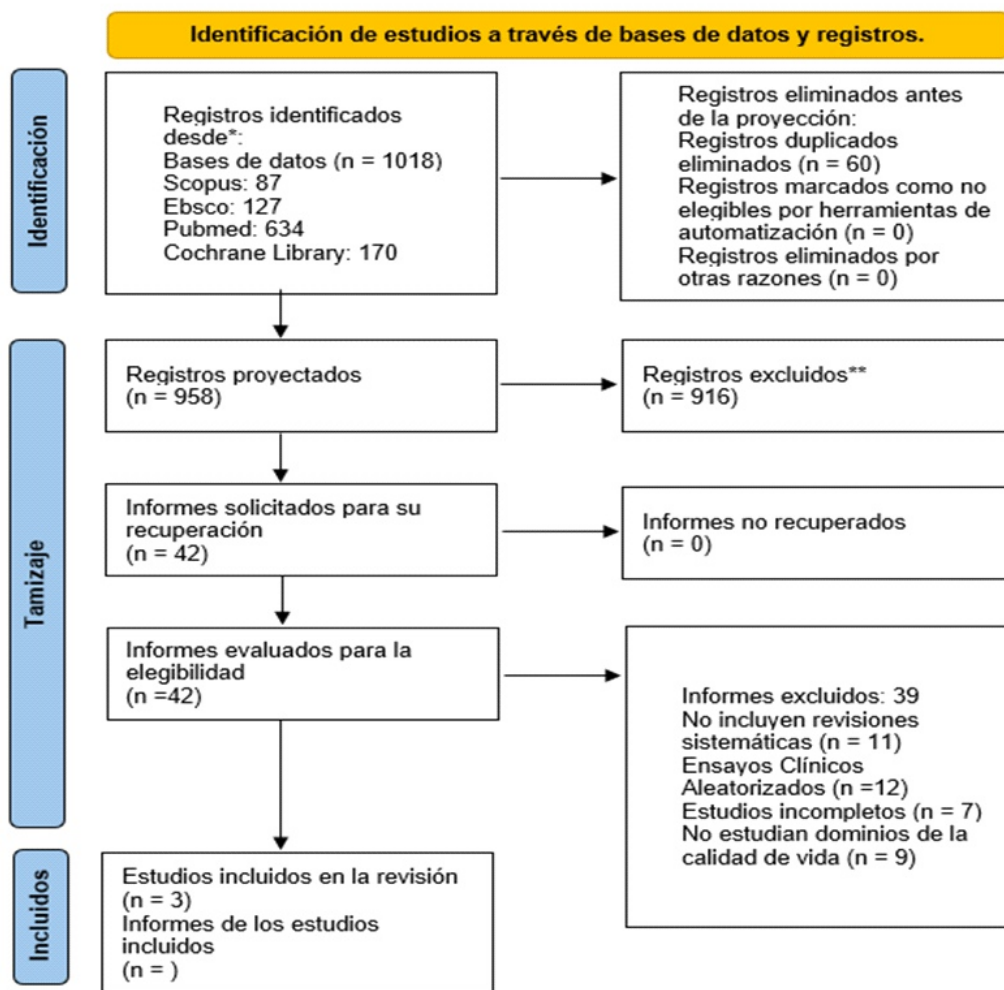 Identificación de estudios a través de bases de datos y registros.
Identificación
Registros identificados
desde*:
Bases de datos (n = 1018)
Scopus: 87
Ebsco: 127
Pubmed: 634
Cochrane Library: 170
Registros eliminados antes
de la proyección:
Registros duplicados
eliminados (n = 60)
Registros marcados como no
elegibles por herramientas de
automatización (n = 0)
Registros eliminados por
otras razones (n = 0)
Tamizaje
Registros proyectados
(n = 958)
Registros excluidos**
(n = 916)
Informes solicitados para su
recuperación
(n = 42)
Informes no recuperados
(n = 0)
Informes evaluados para la
elegibilidad
(n =42)
Informes excluidos: 39
No incluyen revisiones
sistemáticas (n = 11)
Ensayos Clínicos
Aleatorizados (n =12)
Estudios incompletos (n = 7)
No estudian dominios de la
calidad de vida (n = 9)
Incluidos
Estudios incluidos en la revisión
(n = 3)
Informes de los estudios
incluidos
(n = )